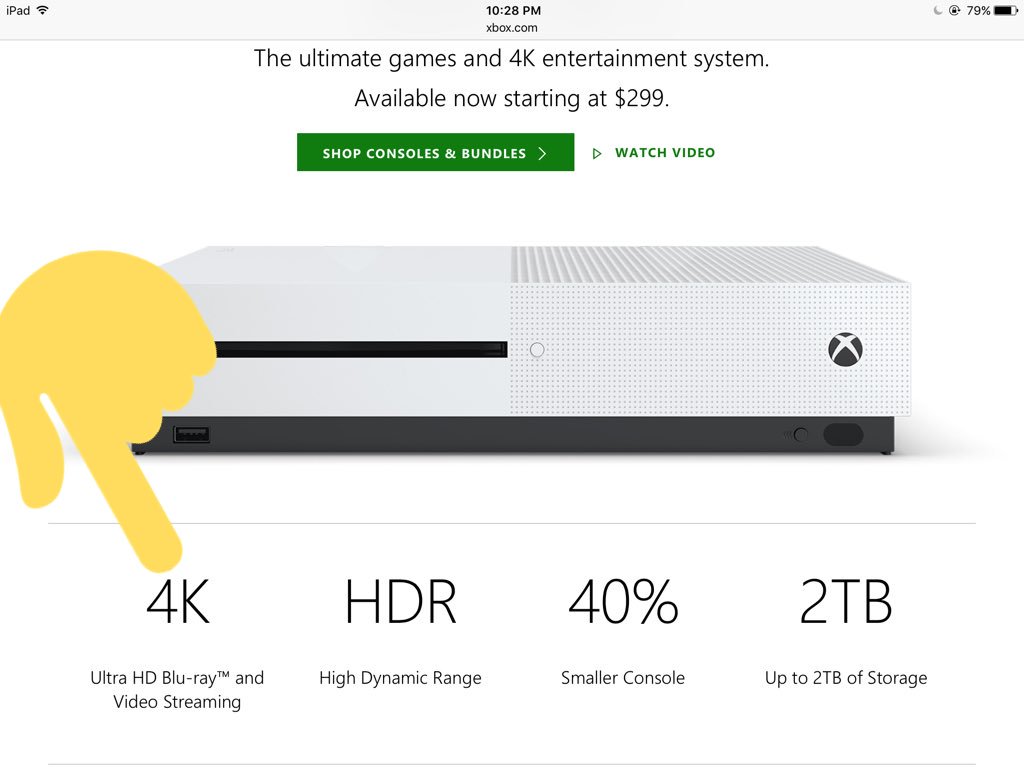 iPad 10:28 PM 79%
xbox.com
The ultimate games and 4K entertainment system.
Available now starting at $299.
SHOP CONSOLES & BUNDLES
WATCH VIDEO
4K
Ultra HD Blu-ray™ and
Video Streaming
HDR
High Dynamic Range
40%
Smaller Console
2TB
Up to 2TB of Storage